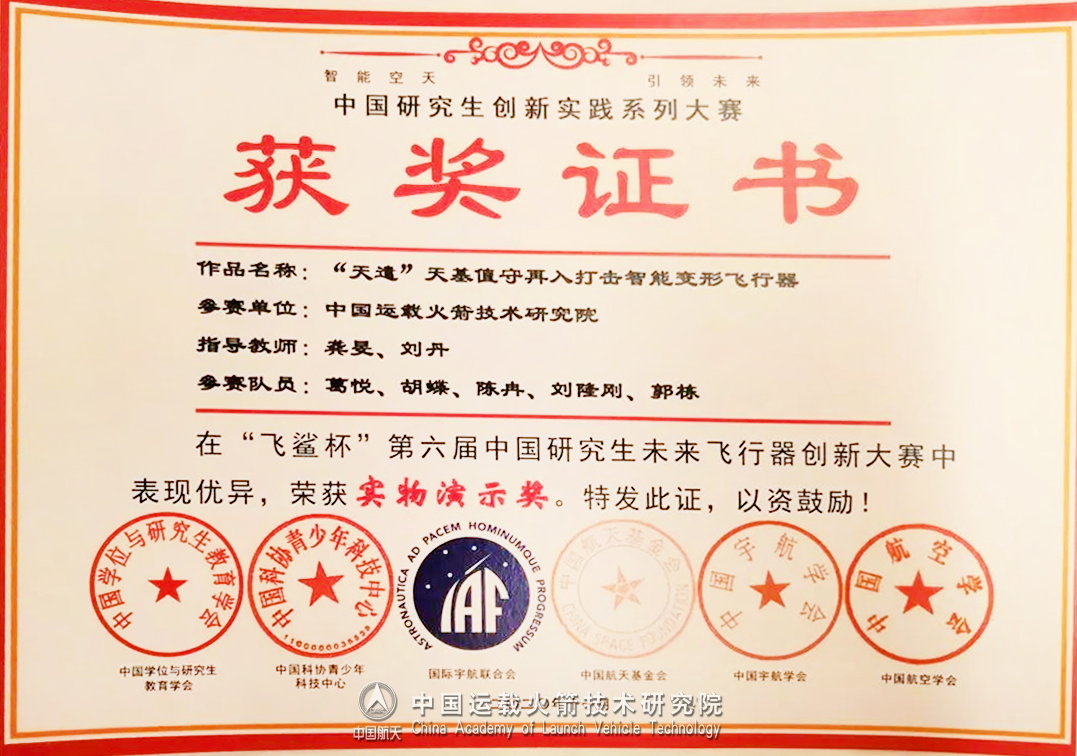 智能空天 引领未来
中国研究生创新实践系列大赛
获奖证书
作品名称：“天遣”天基值守再入打击智能变形飞行器
参赛单位：中国运载火箭技术研究院
指导教师：龚旻、刘丹
参赛队员：葛悦、胡蝶、陈冉、刘隆刚、郭栋
在“飞鲨杯”第六届中国研究生未来飞行器创新大赛中
表现优异，荣获实物演示奖。特发此证，以资鼓励！
中国学位与研究生教育学会
中国科协青少年科技中心
ASTRONAUTICA AD PACEM HOMINUMQUE PROGRESSUM
IAF
中国航天基金会
CHINA SPACE FOUNDATION
中国宇航学会
中国航空学会
中国学位与研究生
教育学会
中国科协青少年
科技中心
国际宇航联合会
中国航天基金会
中国宇航学会
中国航空学会
中国航天
中国运载火箭技术研究院
China Academy of Launch Vehicle Technology